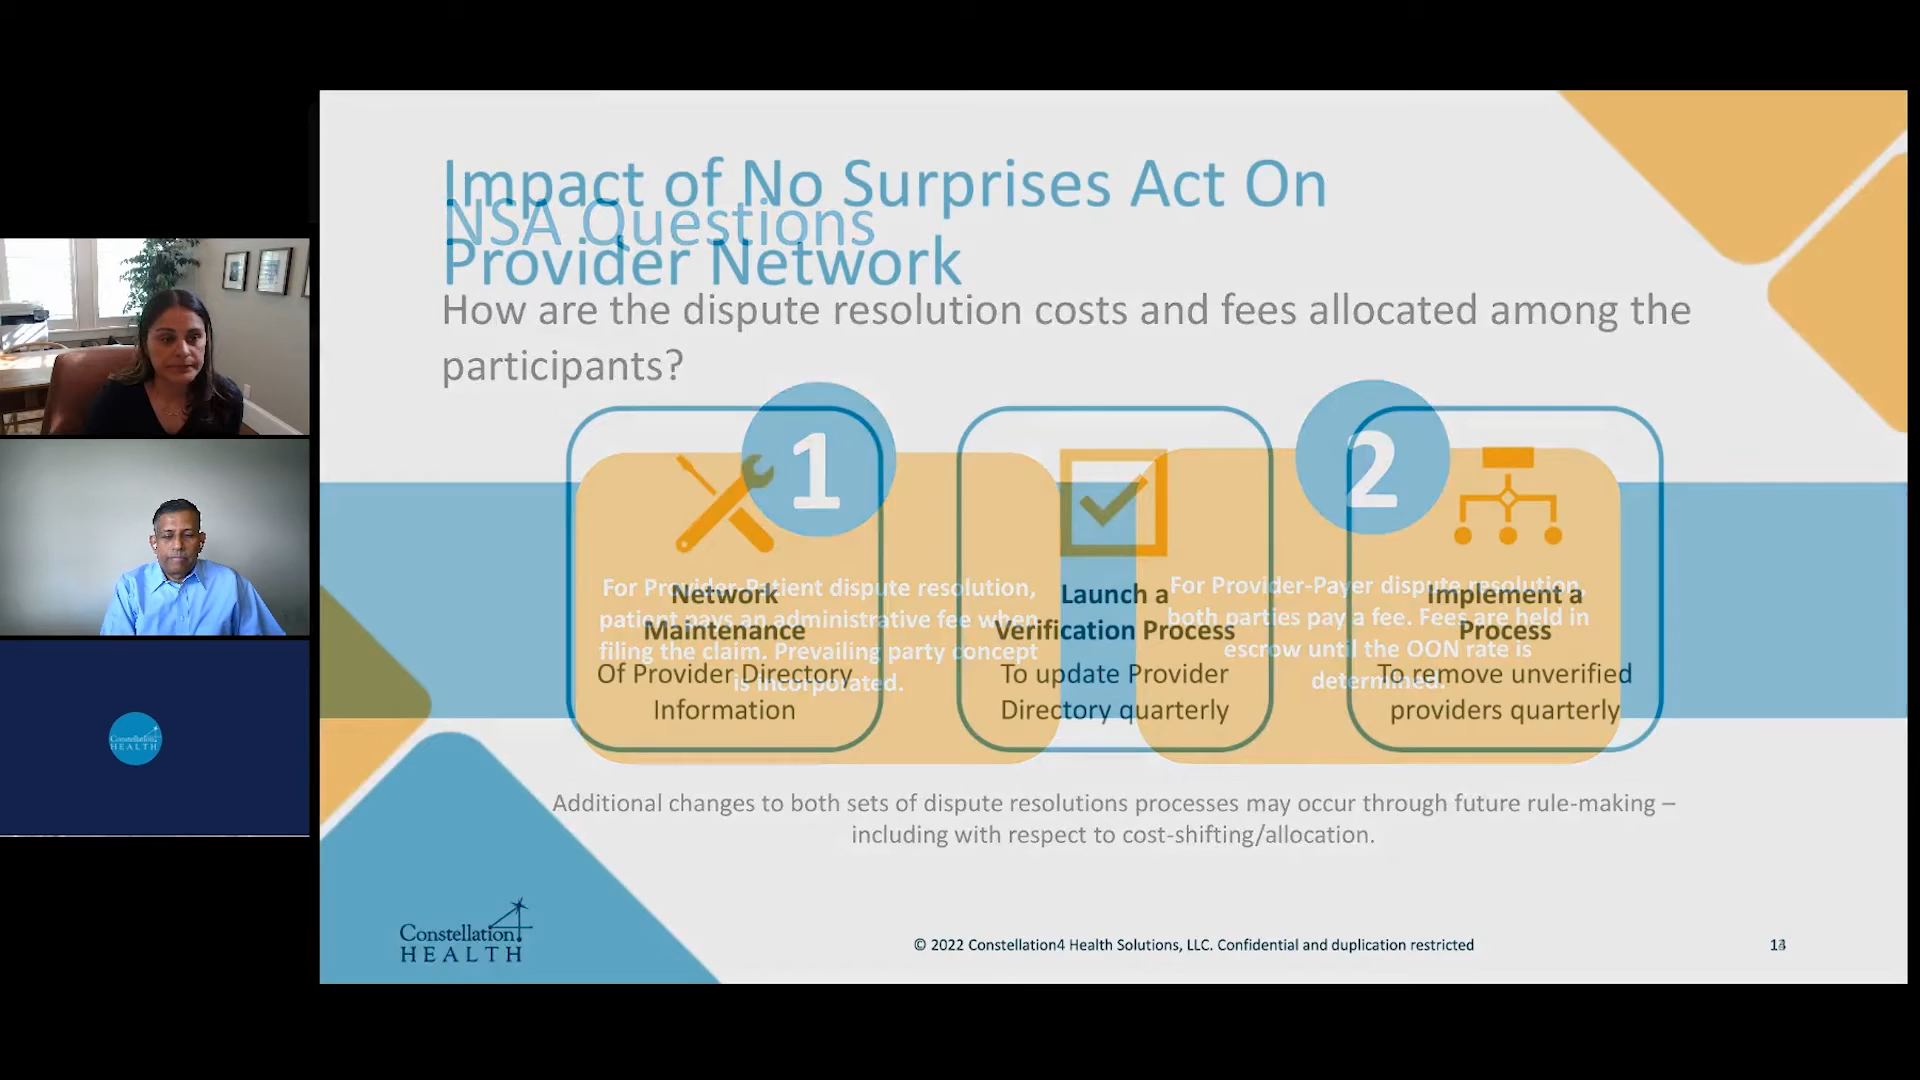 Impact of No Surprises Act On
Provider Network
NSA Questions
How are the dispute resolution costs and fees allocated among the
participants?
1
For Provider-Patient dispute resolution,
patient pays an administrative fee when
filing the claim. Prevailing party concept
is incorporated.
2
For Provider-Payer dispute resolution,
both parties pay a fee. Fees are held in
escrow until the OON rate is
determined.
Network
Maintenance
Of Provider Directory
Information
Launch a
Verification Process
To update Provider
Directory quarterly
Implement a
Process
To remove unverified
providers quarterly
Additional changes to both sets of dispute resolutions processes may occur through future rule-making –
including with respect to cost-shifting/allocation.
Constellation
HEALTH
Constellation
HEALTH
© 2022 Constellation4 Health Solutions, LLC. Confidential and duplication restricted